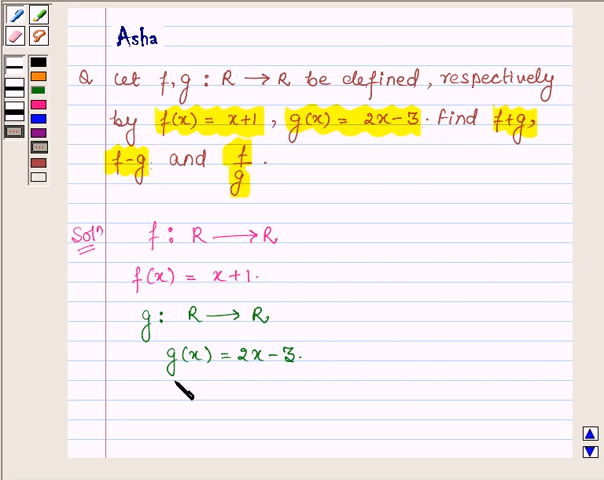 Asha
Q Let f,g : R → R be defined, respectively
by f(x) = x+1, g(x) = 2x-3. Find f+g,
f-g and f/g.
Solⁿ f : R → R
f(x) = x+1.
g : R → R
g(x) = 2x-3.